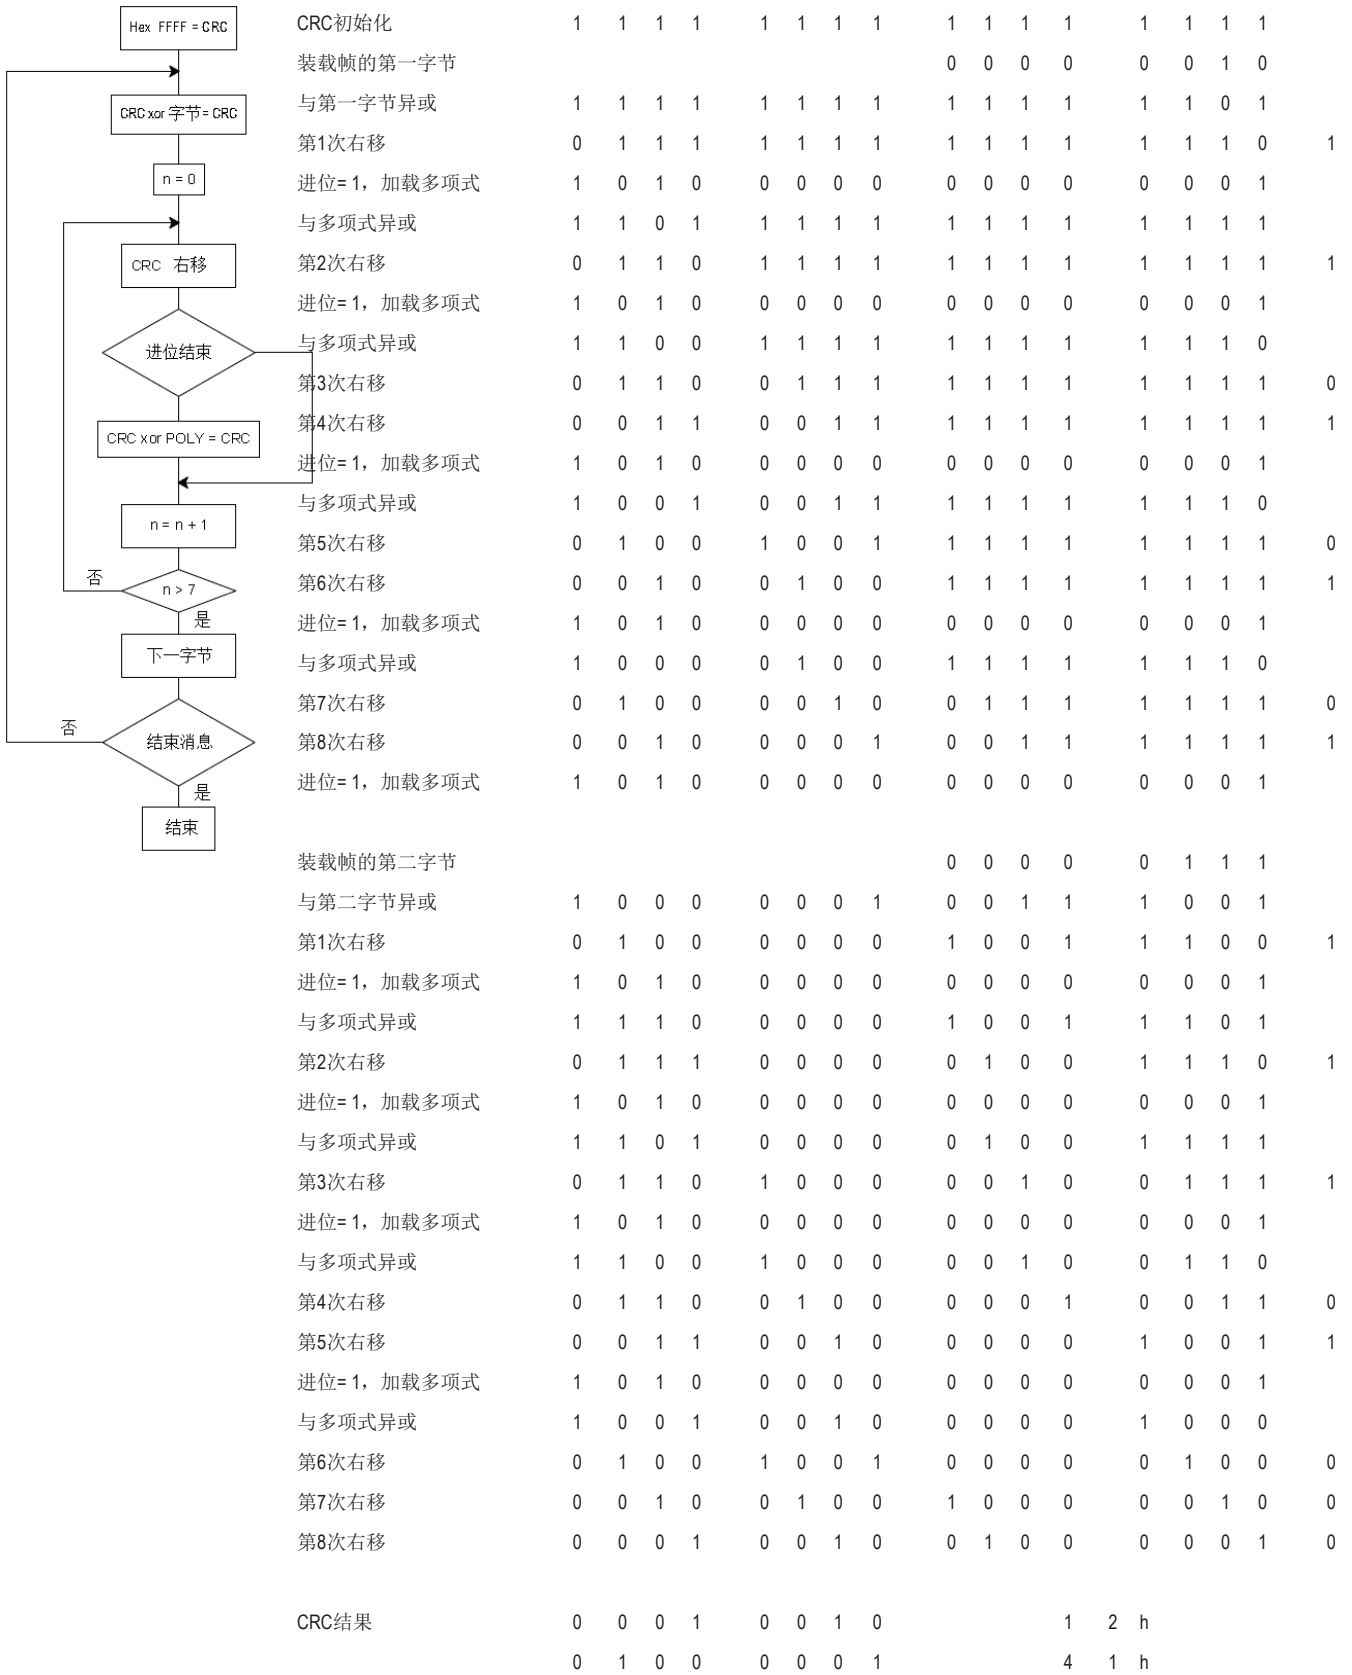 Hex FFFF = CRC
CRC xor 字节= CRC
n = 0
CRC 右移
进位结束
CRC xor POLY = CRC
n = n + 1
否
n > 7
是
下一字节
否
结束消息
是
结束
CRC初始化 1 1 1 1 1 1 1 1 1 1 1 1 1 1 1 1
装载帧的第一字节 0 0 0 0 0 0 1 0
与第一字节异或 1 1 1 1 1 1 1 1 1 1 1 1 1 1 0 1
第1次右移 0 1 1 1 1 1 1 1 1 1 1 1 1 1 1 0 1
进位= 1，加载多项式 1 0 1 0 0 0 0 0 0 0 0 0 0 0 0 1
与多项式异或 1 1 0 1 1 1 1 1 1 1 1 1 1 1 1 1
第2次右移 0 1 1 0 1 1 1 1 1 1 1 1 1 1 1 1 1
进位= 1，加载多项式 1 0 1 0 0 0 0 0 0 0 0 0 0 0 0 1
与多项式异或 1 1 0 0 1 1 1 1 1 1 1 1 1 1 1 0
第3次右移 0 1 1 0 0 1 1 1 1 1 1 1 1 1 1 1 0
第4次右移 0 0 1 1 0 0 1 1 1 1 1 1 1 1 1 1 1
进位= 1，加载多项式 1 0 1 0 0 0 0 0 0 0 0 0 0 0 0 1
与多项式异或 1 0 0 1 0 0 1 1 1 1 1 1 1 1 1 0
第5次右移 0 1 0 0 1 0 0 1 1 1 1 1 1 1 1 1 0
第6次右移 0 0 1 0 0 1 0 0 1 1 1 1 1 1 1 1 1
进位= 1，加载多项式 1 0 1 0 0 0 0 0 0 0 0 0 0 0 0 1
与多项式异或 1 0 0 0 0 1 0 0 1 1 1 1 1 1 1 0
第7次右移 0 1 0 0 0 0 1 0 0 1 1 1 1 1 1 1 0
第8次右移 0 0 1 0 0 0 0 1 0 0 1 1 1 1 1 1 1
进位= 1，加载多项式 1 0 1 0 0 0 0 0 0 0 0 0 0 0 0 1
装载帧的第二字节 0 0 0 0 0 1 1 1
与第二字节异或 1 0 0 0 0 0 0 1 0 0 1 1 1 0 0 1
第1次右移 0 1 0 0 0 0 0 0 1 0 0 1 1 1 0 0 1
进位= 1，加载多项式 1 0 1 0 0 0 0 0 0 0 0 0 0 0 0 1
与多项式异或 1 1 1 0 0 0 0 0 1 0 0 1 1 1 0 1
第2次右移 0 1 1 1 0 0 0 0 0 1 0 0 1 1 1 0 1
进位= 1，加载多项式 1 0 1 0 0 0 0 0 0 0 0 0 0 0 0 1
与多项式异或 1 1 0 1 0 0 0 0 0 1 0 0 1 1 1 1
第3次右移 0 1 1 0 1 0 0 0 0 0 1 0 0 1 1 1 1
进位= 1，加载多项式 1 0 1 0 0 0 0 0 0 0 0 0 0 0 0 1
与多项式异或 1 1 0 0 1 0 0 0 0 0 1 0 0 1 1 0
第4次右移 0 1 1 0 0 1 0 0 0 0 0 1 0 0 1 1 0
第5次右移 0 0 1 1 0 0 1 0 0 0 0 0 1 0 0 1 1
进位= 1，加载多项式 1 0 1 0 0 0 0 0 0 0 0 0 0 0 0 1
与多项式异或 1 0 0 1 0 0 1 0 0 0 0 0 1 0 0 0
第6次右移 0 1 0 0 1 0 0 1 0 0 0 0 0 1 0 0 0
第7次右移 0 0 1 0 0 1 0 0 1 0 0 0 0 0 1 0 0
第8次右移 0 0 0 1 0 0 1 0 0 1 0 0 0 0 0 1 0
CRC结果 0 0 0 1 0 0 1 0 1 2 h
0 1 0 0 0 0 0 1 4 1 h